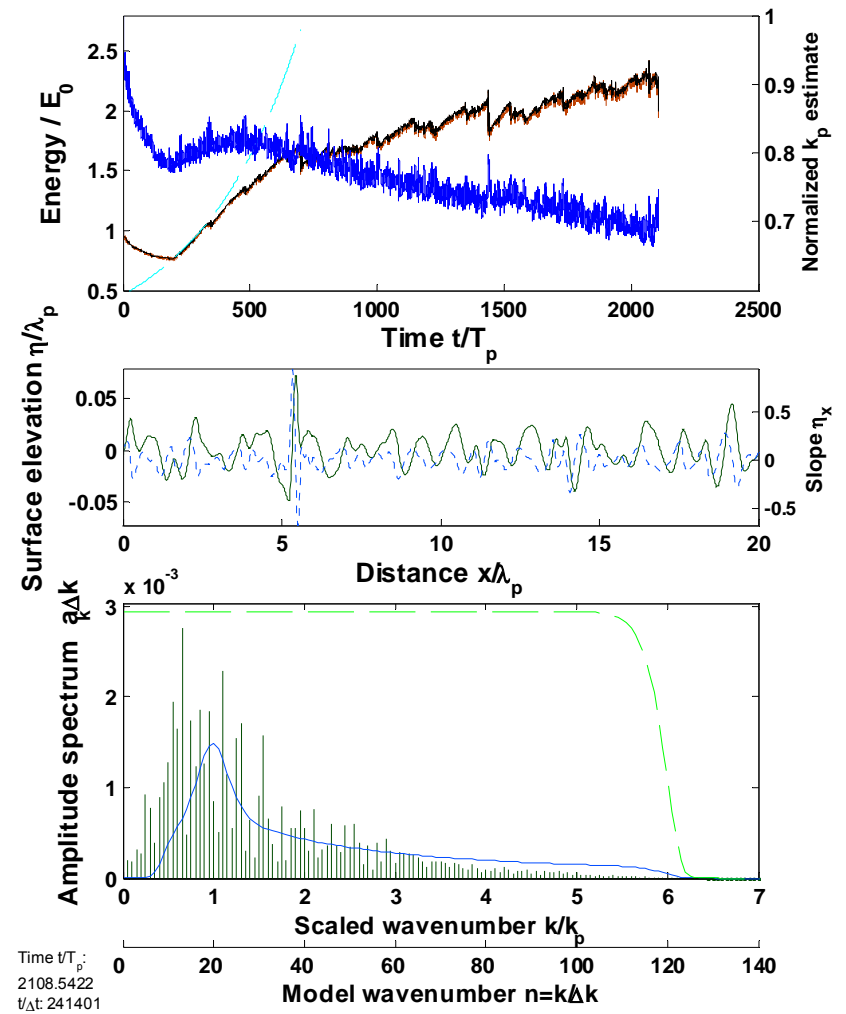 Energy / E0
2.5
2
1.5
1
0.5
1
0.9
0.8
0.7
Normalized kp estimate
0 500 1000 1500 2000 2500
Time t/Tp
Surface elevation η/λp
0.05
0
-0.05
0.5
0
-0.5
Slope ηx
0 5 10 15 20
Distance x/λp
x 10-3
Amplitude spectrum akΔk
3
2
1
0
0 1 2 3 4 5 6 7
Scaled wavenumber k/kp
0 20 40 60 80 100 120 140
Model wavenumber n=k/Δk
Time t/Tp:
2108.5422
t/Δt: 241401